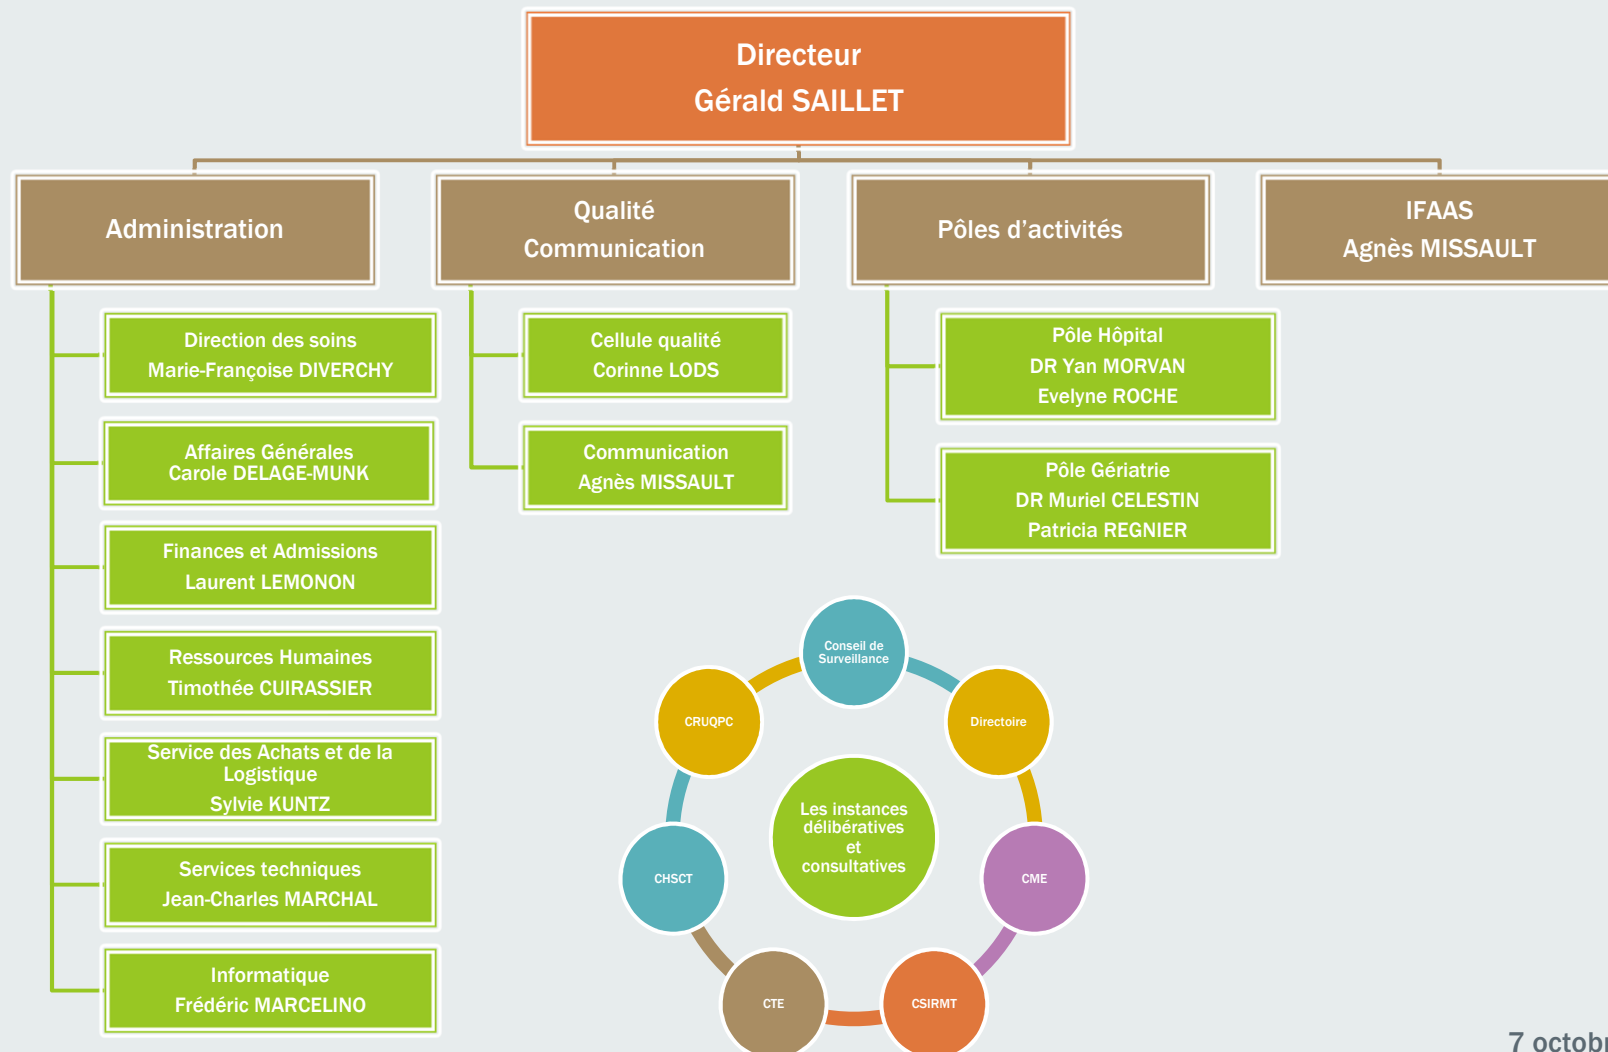 Directeur
Gérald SAILLET
Administration
Qualité
Communication
Pôles d'activités
IFAAS
Agnès MISSAULT
Direction des soins
Marie-Françoise DIVERCHY
Affaires Générales
Carole DELAGE-MUNK
Finances et Admissions
Laurent LEMONON
Ressources Humaines
Timothée CUIRASSIER
Service des Achats et de la
Logistique
Sylvie KUNTZ
Services techniques
Jean-Charles MARCHAL
Informatique
Frédéric MARCELINO
Cellule qualité
Corinne LODS
Communication
Agnès MISSAULT
Pôle Hôpital
DR Yan MORVAN
Evelyne ROCHE
Pôle Gériatrie
DR Muriel CELESTIN
Patricia REGNIER
Conseil de
Surveillance
Directoire
CME
CSIRMT
CTE
CHSCT
CRUQPC
Les instances
délibératives
et
consultatives
7 octobr